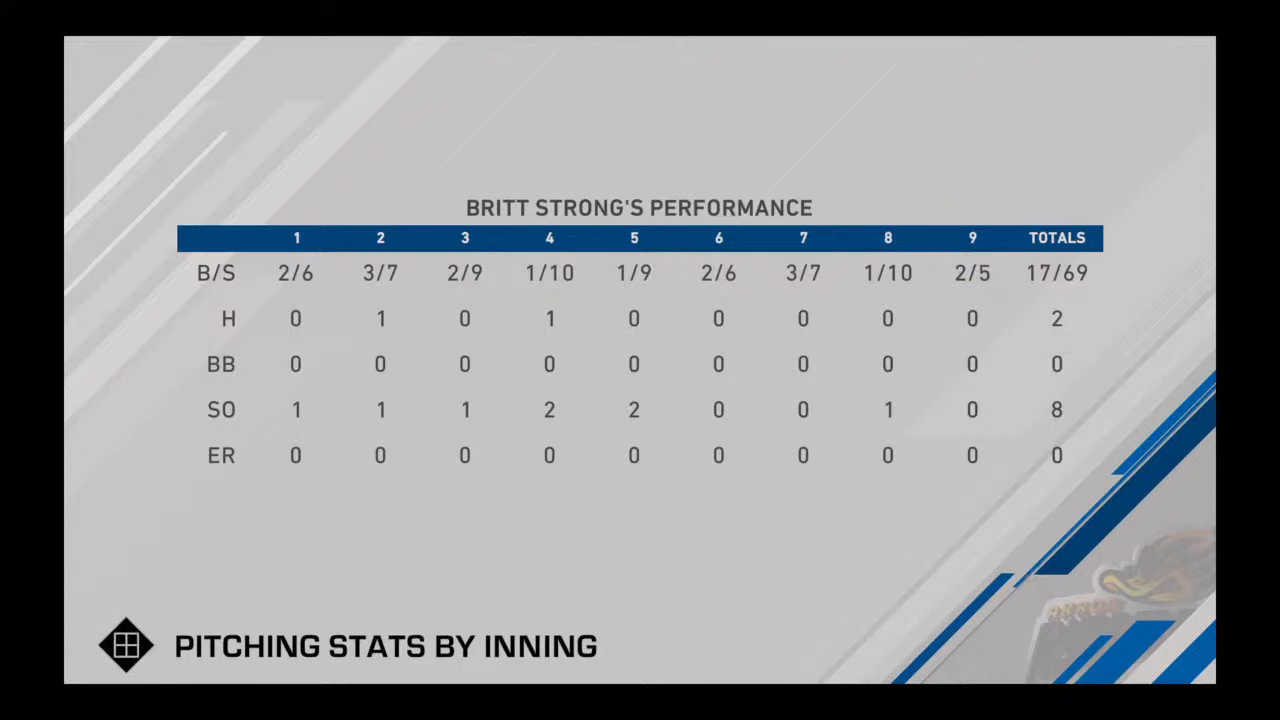 BRITT STRONG'S PERFORMANCE
1 2 3 4 5 6 7 8 9 TOTALS
B/S 2/6 3/7 2/9 1/10 1/9 2/6 3/7 1/10 2/5 17/69
H 0 1 0 1 0 0 0 0 0 2
BB 0 0 0 0 0 0 0 0 0 0
SO 1 1 1 2 2 0 0 1 0 8
ER 0 0 0 0 0 0 0 0 0 0
AKRON
PITCHING STATS BY INNING